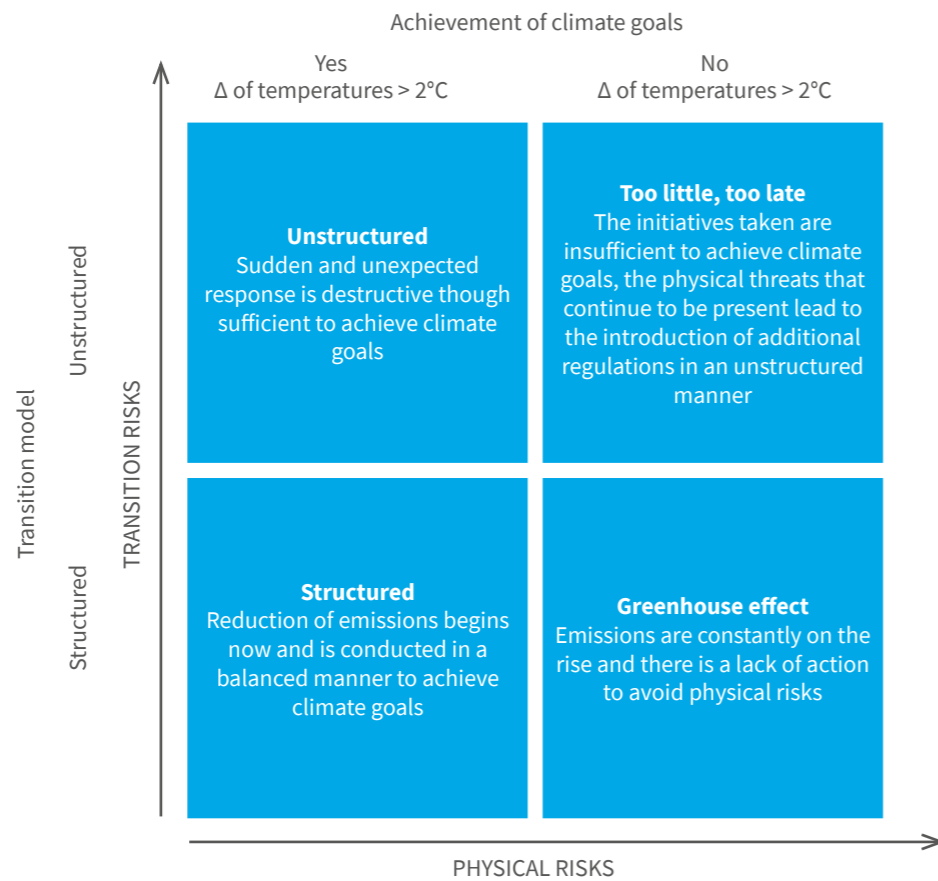 Achievement of climate goals
Yes
Δ of temperatures > 2°C
No
Δ of temperatures > 2°C
Transition model
Unstructured
Structured
TRANSITION RISKS
Unstructured
Sudden and unexpected
response is destructive though
sufficient to achieve climate
goals
Too little, too late
The initiatives taken are
insufficient to achieve climate
goals, the physical threats that
continue to be present lead to
the introduction of additional
regulations in an unstructured
manner
Structured
Reduction of emissions begins
now and is conducted in a
balanced manner to achieve
climate goals
Greenhouse effect
Emissions are constantly on the
rise and there is a lack of action
to avoid physical risks
PHYSICAL RISKS